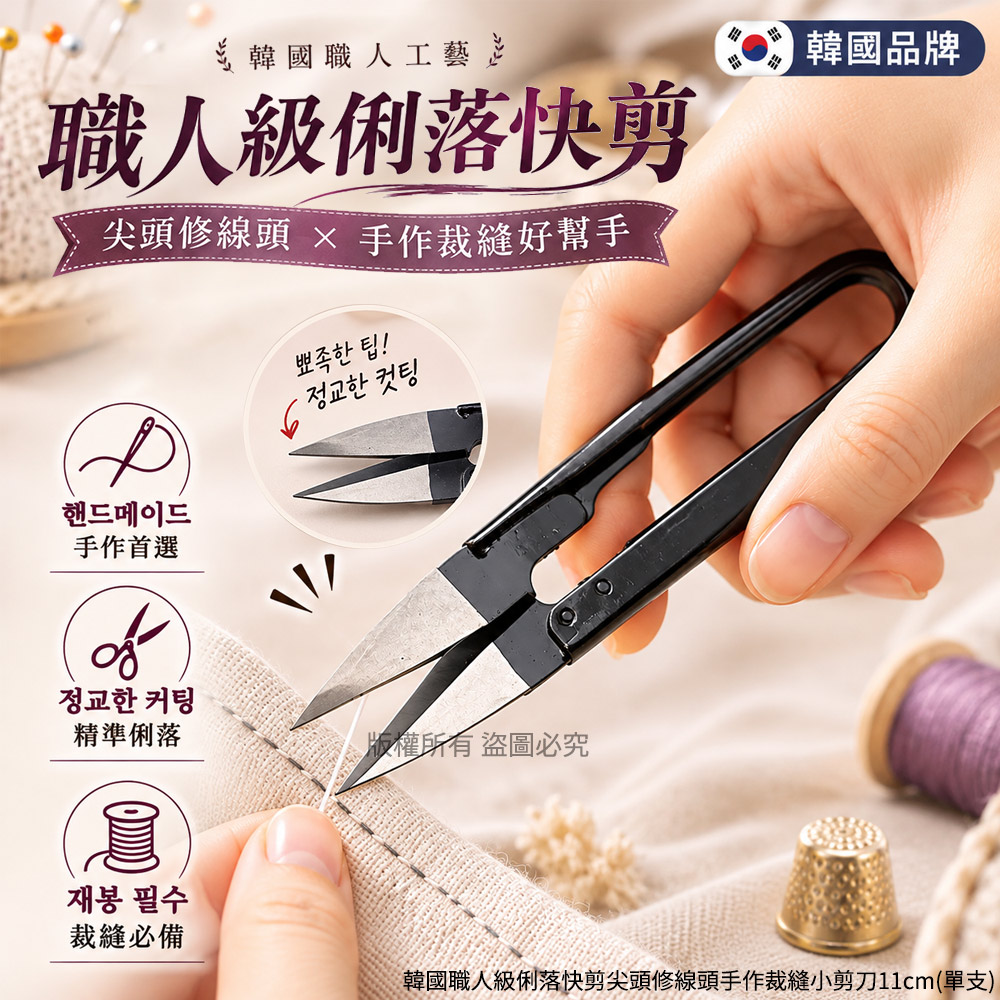 韓國職人工藝
韓國品牌
職人級俐落快剪
尖頭修線頭 × 手作裁縫好幫手
뾰족한 팁!
정교한 컷팅
핸드메이드
手作首選
정교한 커팅
精準俐落
재봉 필수
裁縫必備
版權所有 盜圖必究
韓國職人級俐落快剪尖頭修線頭手作裁縫小剪刀11cm(單支)